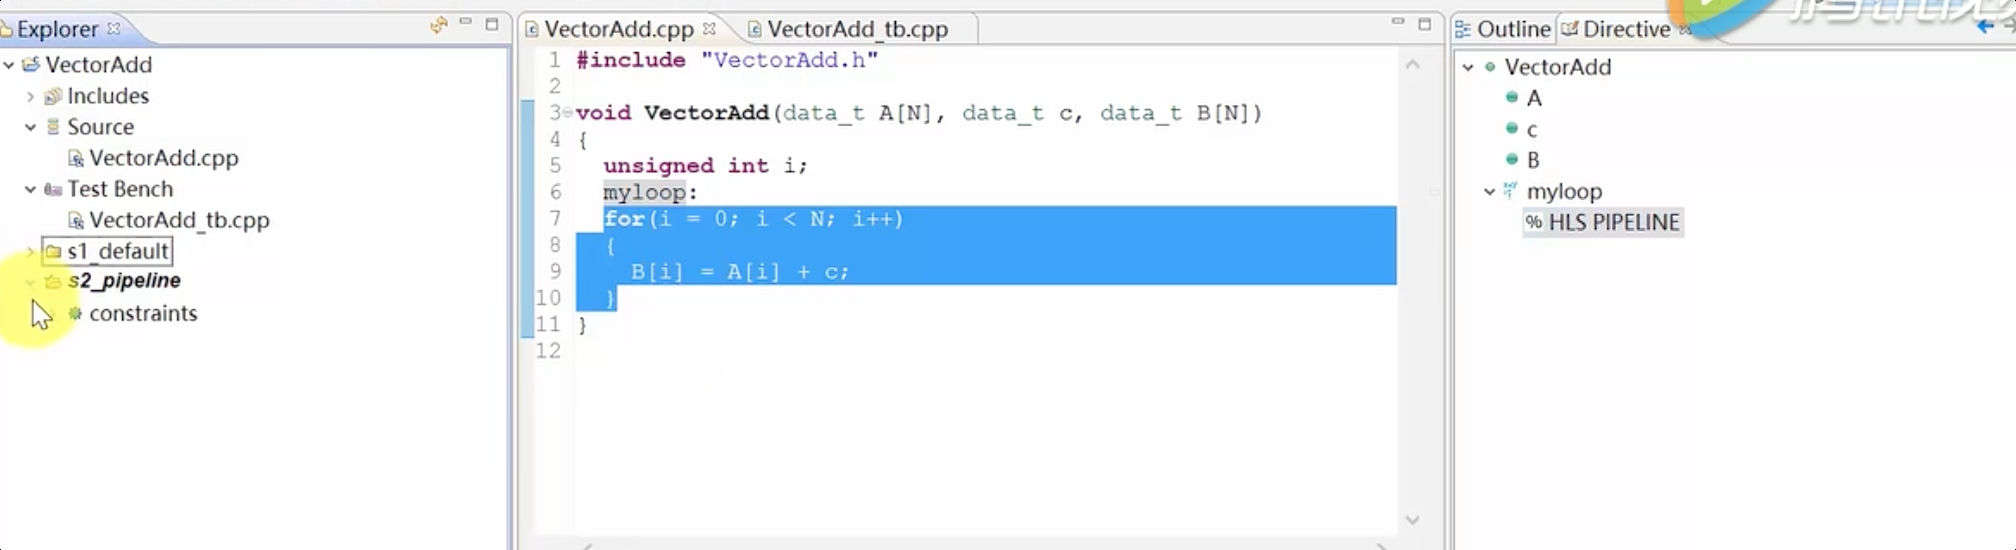 Explorer
VectorAdd
Includes
Source
VectorAdd.cpp
Test Bench
VectorAdd_tb.cpp
s1_default
s2_pipeline
constraints
VectorAdd.cpp
VectorAdd_tb.cpp
1 #include "VectorAdd.h"
2
3 void VectorAdd(data_t A[N], data_t c, data_t B[N])
4 {
5 unsigned int i;
6 myloop:
7 for(i = 0; i < N; i++)
8 {
9 B[i] = A[i] + c;
10 }
11 }
12
Outline
Directive
VectorAdd
A
c
B
myloop
% HLS PIPELINE